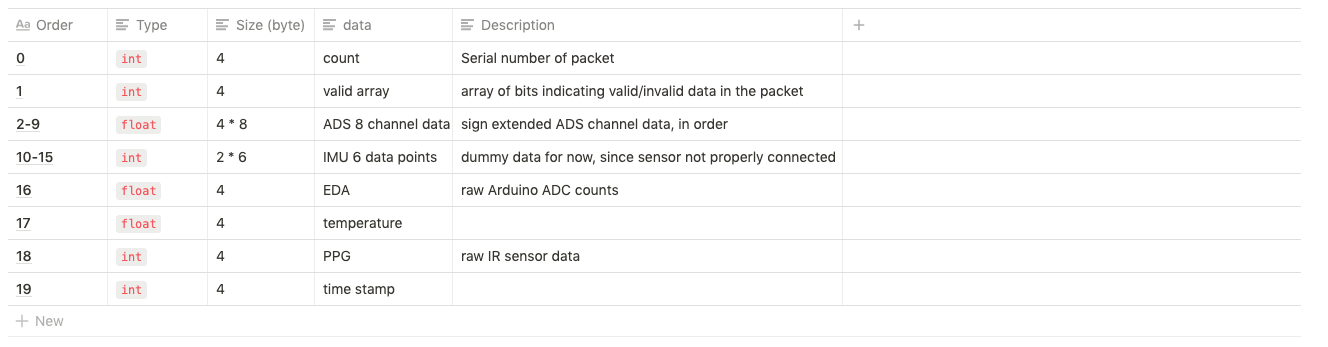 Aa Order Type Size (byte) data Description +
0 int 4 count Serial number of packet
1 int 4 valid array array of bits indicating valid/invalid data in the packet
2-9 float 4 * 8 ADS 8 channel data sign extended ADS channel data, in order
10-15 int 2 * 6 IMU 6 data points dummy data for now, since sensor not properly connected
16 float 4 EDA raw Arduino ADC counts
17 float 4 temperature
18 int 4 PPG raw IR sensor data
19 int 4 time stamp
+ New